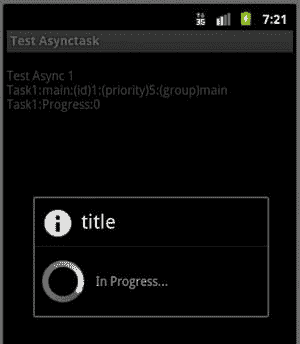 3G 7:21
Test Asynctask
Test Async 1
Task1:main:(id)1:(priority)5:(group)main
Task1:Progress:0
title
In Progress...